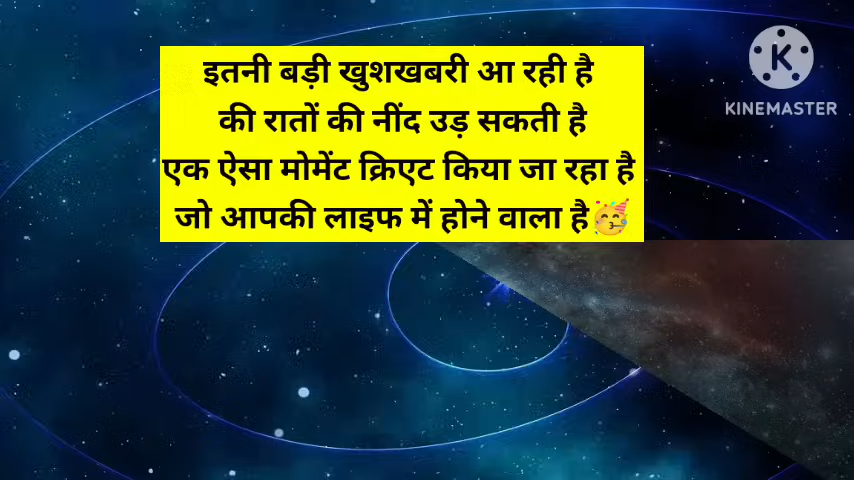 इतनी बड़ी खुशखबरी आ रही है
की रातों की नींद उड़ सकती है
एक ऐसा मोमेंट क्रिएट किया जा रहा है
जो आपकी लाइफ में होने वाला है🥳
K
KINEMASTER